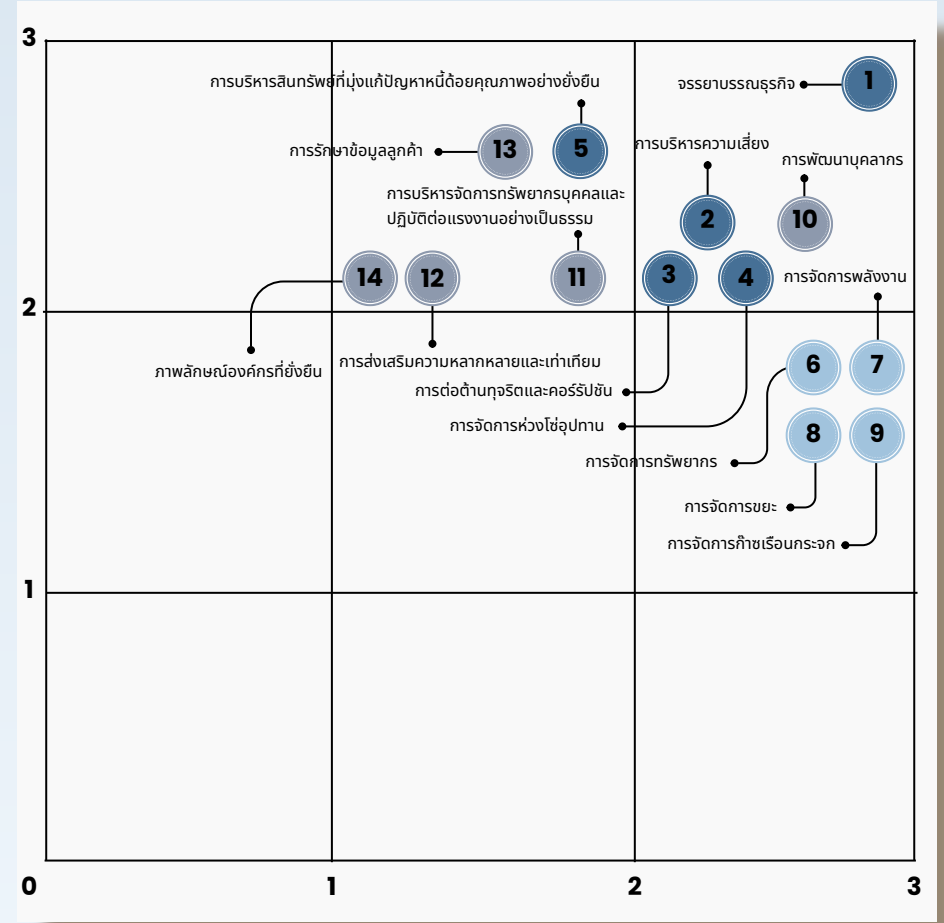 3
การบริหารสินทรัพย์ที่มุ่งแก้ปัญหาหนี้ด้อยคุณภาพอย่างยั่งยืน
จรรยาบรรณธุรกิจ
1
การรักษาข้อมูลลูกค้า
13
5
การบริหารความเสี่ยง
การพัฒนาบุคลากร
การบริหารจัดการทรัพยากรบุคคลและ
ปฏิบัติต่อแรงงานอย่างเป็นธรรม
2
10
14
12
11
3
4
การจัดการพลังงาน
2
ภาพลักษณ์องค์กรที่ยั่งยืน
การส่งเสริมความหลากหลายและเท่าเทียม
6
7
การต่อต้านทุจริตและคอร์รัปชัน
การจัดการห่วงโซ่อุปทาน
8
9
การจัดการทรัพยากร
การจัดการขยะ
การจัดการก๊าซเรือนกระจก
1
0
1
2
3